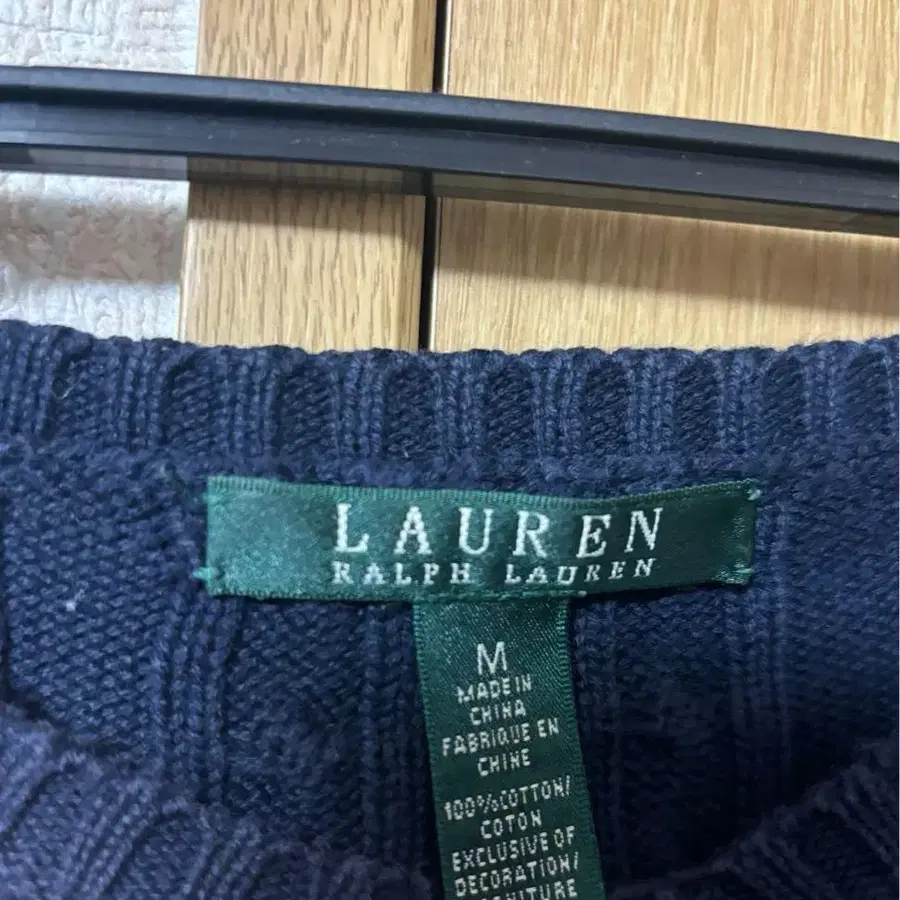 LAUREN
RALPH LAUREN
M
MADE IN
CHINA
FABRIQUE EN
CHINE
100%COTTON/
COTON
EXCLUSIVE OF
DECORATION/